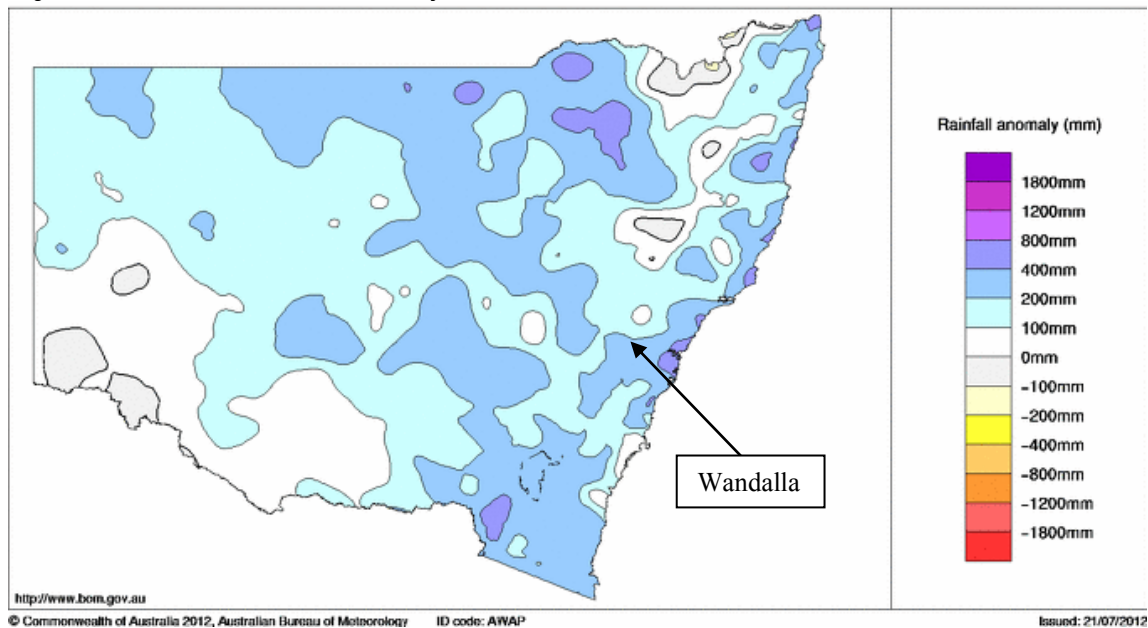 Rainfall anomaly (mm)
1800mm
1200mm
800mm
400mm
200mm
100mm
0mm
-100mm
-200mm
-400mm
-800mm
-1200mm
-1800mm
Wandalla
http://www.bom.gov.au
© Commonwealth of Australia 2012, Australian Bureau of Meteorology ID code: AWAP Issued: 21/07/2012